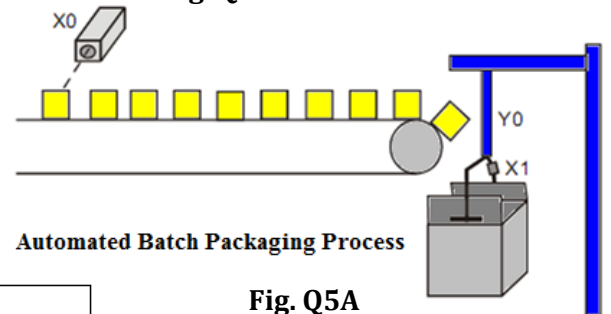 X0
Y0
X1
Automated Batch Packaging Process
Fig. Q5A